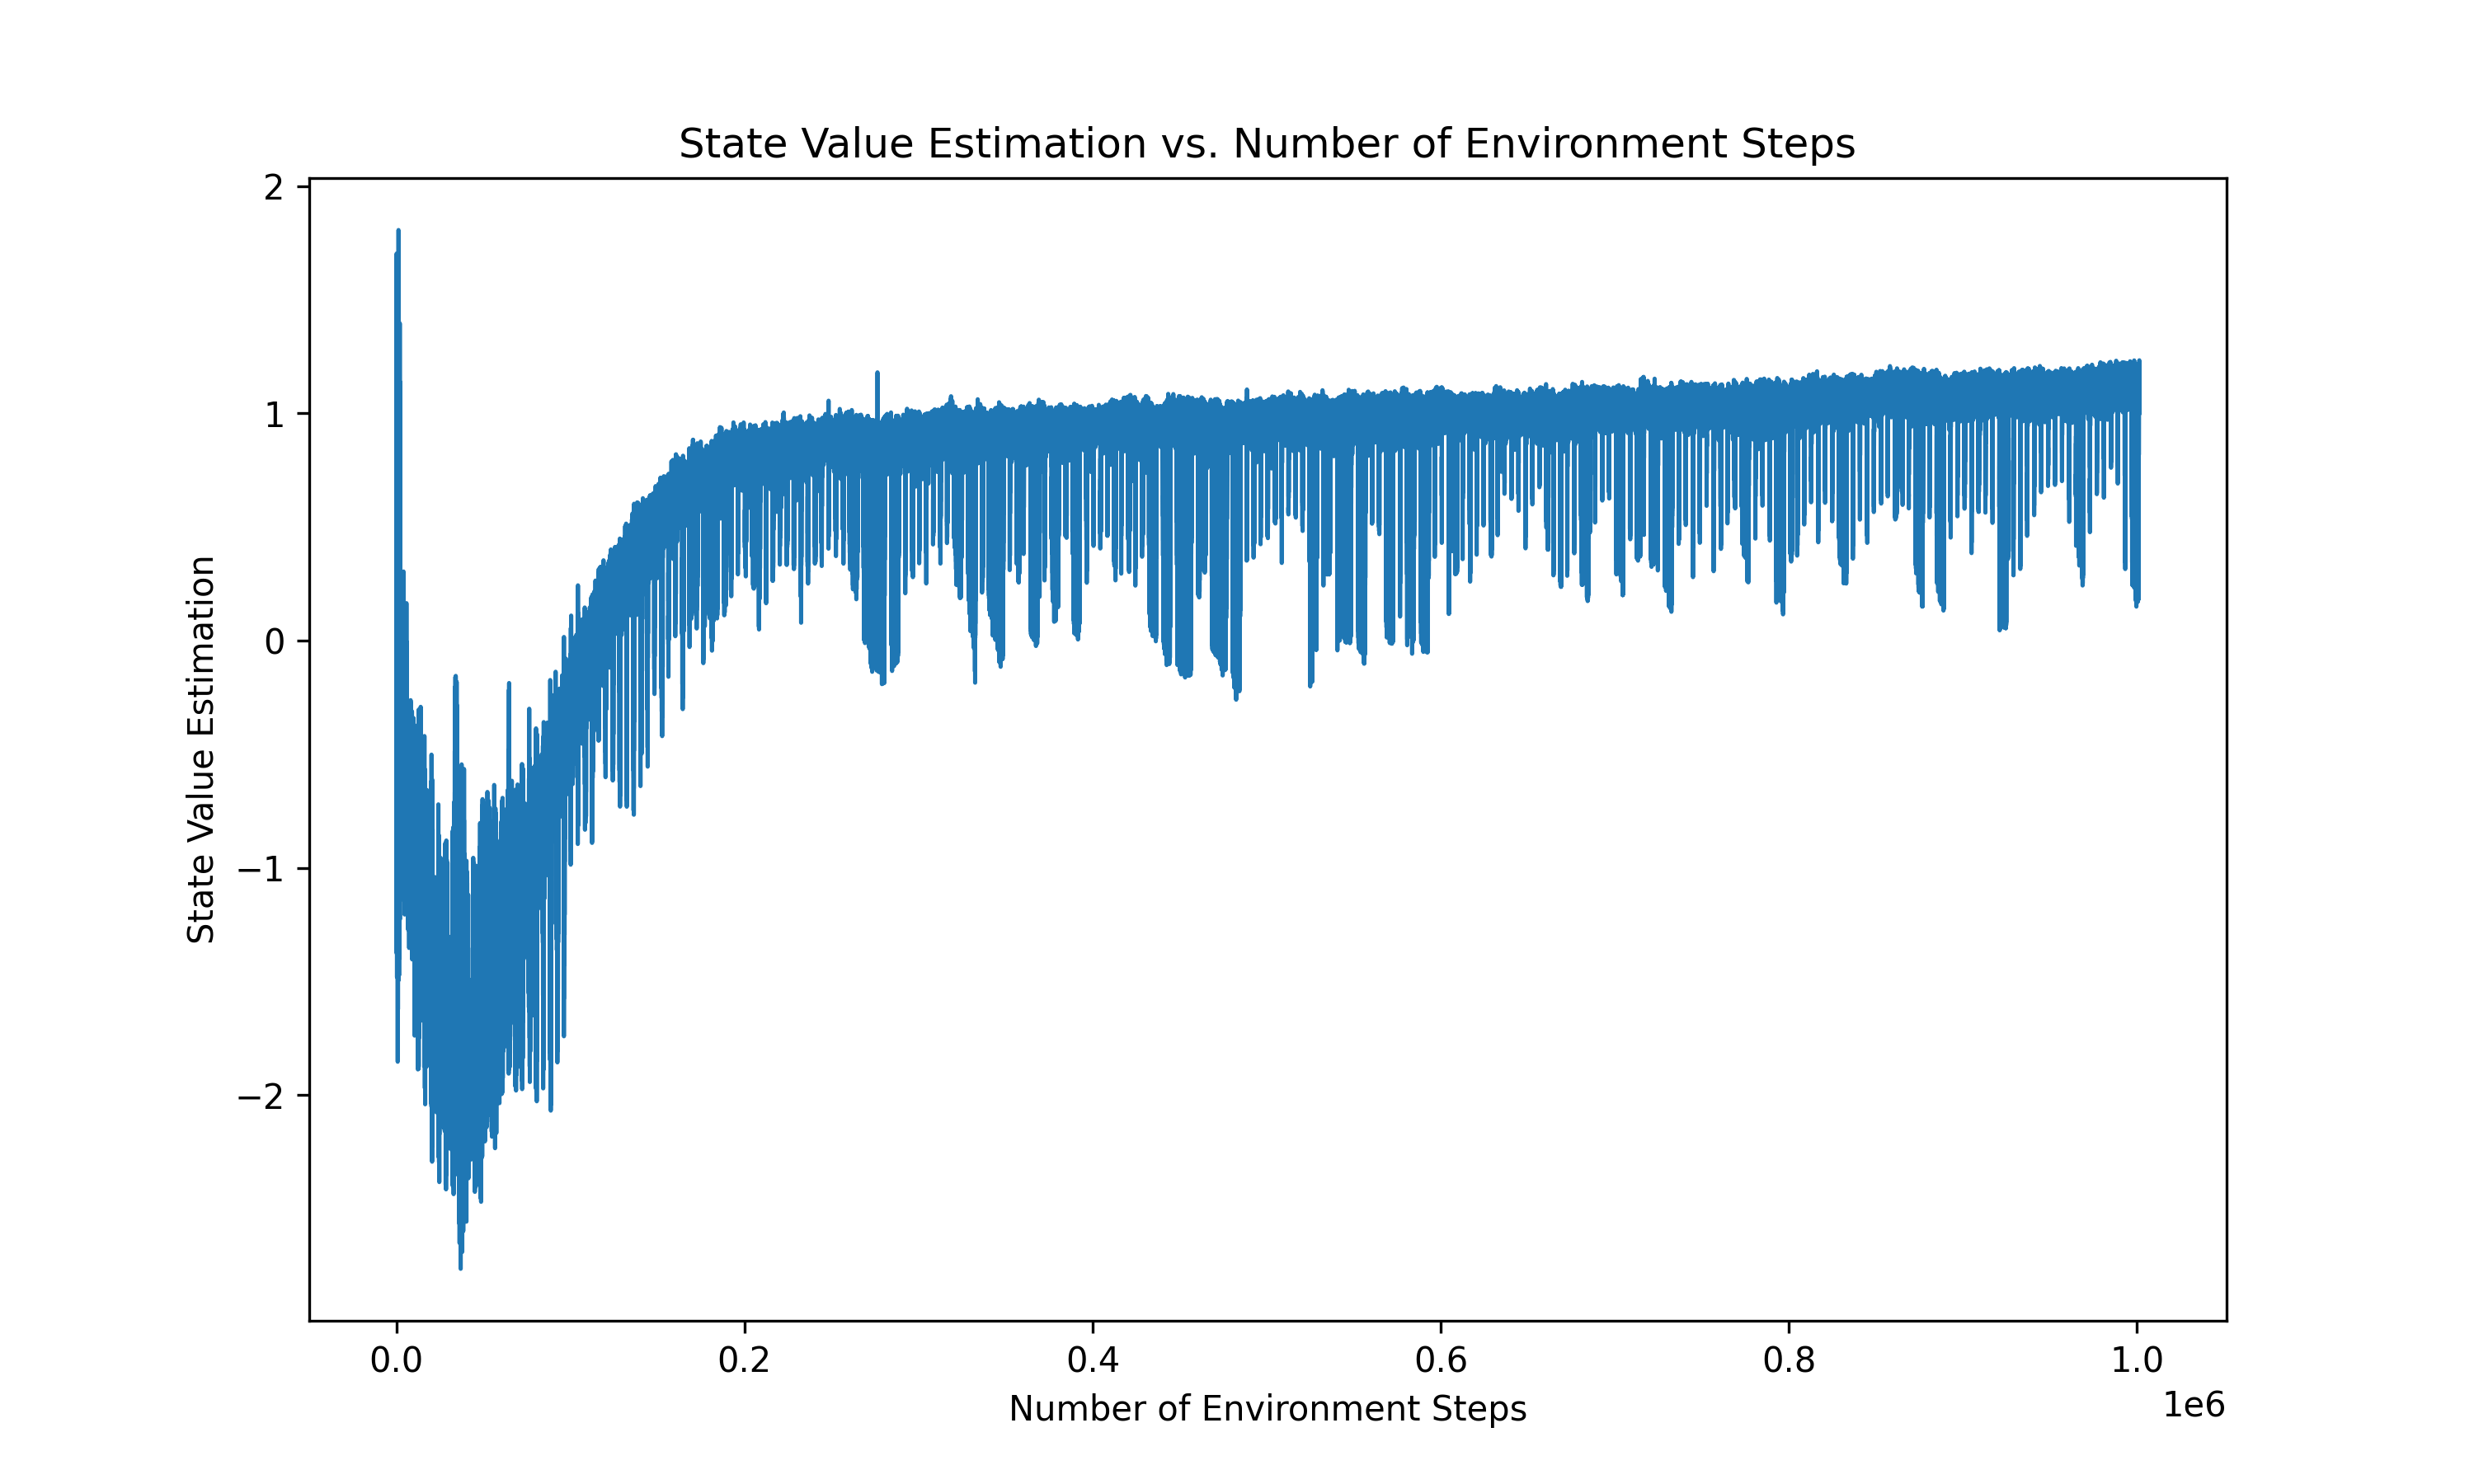 State Value Estimation vs. Number of Environment Steps
2
1
0
−1
−2
State Value Estimation
0.0 0.2 0.4 0.6 0.8 1.0
Number of Environment Steps
1e6